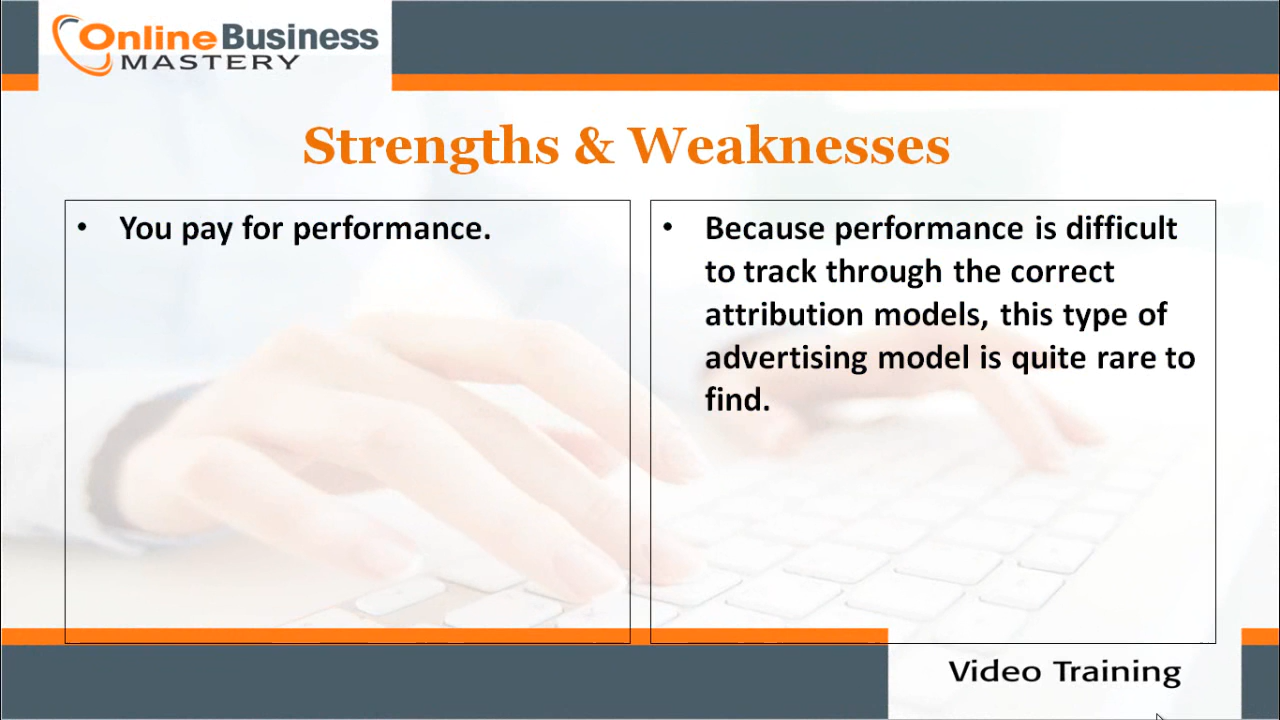 Online Business
MASTERY
Strengths & Weaknesses
• You pay for performance.
• Because performance is difficult
to track through the correct
attribution models, this type of
advertising model is quite rare to
find.
Video Training